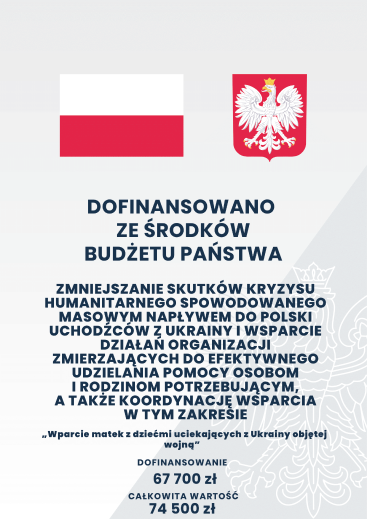 DOFINANSOWANO
ZE ŚRODKÓW
BUDŻETU PAŃSTWA
ZMNIEJSZANIE SKUTKÓW KRYZYSU
HUMANITARNEGO SPOWODOWANEGO
MASOWYM NAPŁYWEM DO POLSKI
UCHODŹCÓW Z UKRAINY I WSPARCIE
DZIAŁAŃ ORGANIZACJI
ZMIERZAJĄCYCH DO EFEKTYWNEGO
UDZIELANIA POMOCY OSOBOM
I RODZINOM POTRZEBUJĄCYM,
A TAKŻE KOORDYNACJĘ WSPARCIA
W TYM ZAKRESIE
„Wparcie matek z dziećmi uciekających z Ukrainy objętej
wojną”
DOFINANSOWANIE
67 700 zł
CAŁKOWITA WARTOŚĆ
74 500 zł